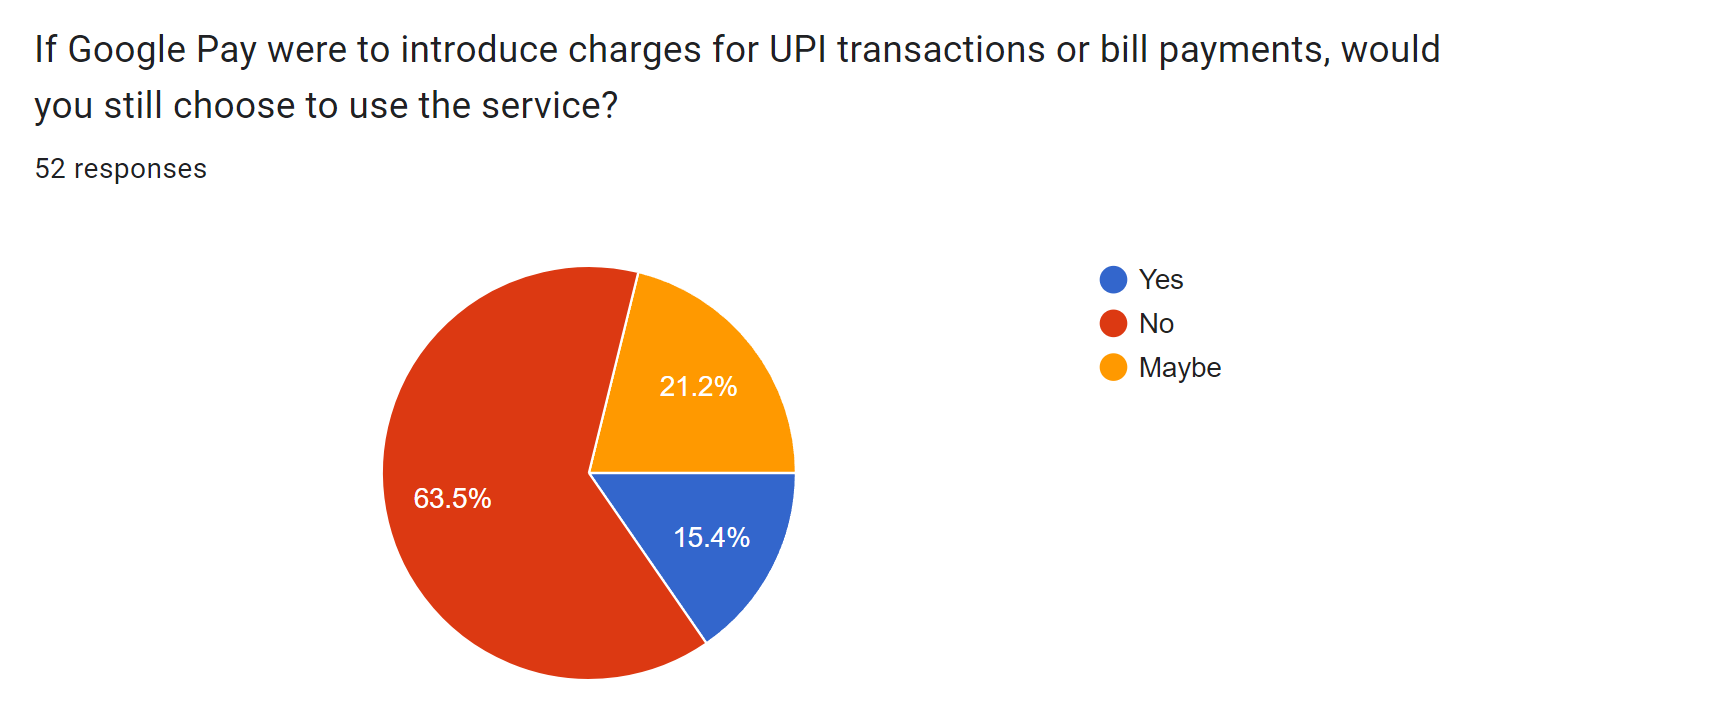 If Google Pay were to introduce charges for UPI transactions or bill payments, would
you still choose to use the service?
52 responses
Yes
No
Maybe
21.2%
63.5%
15.4%